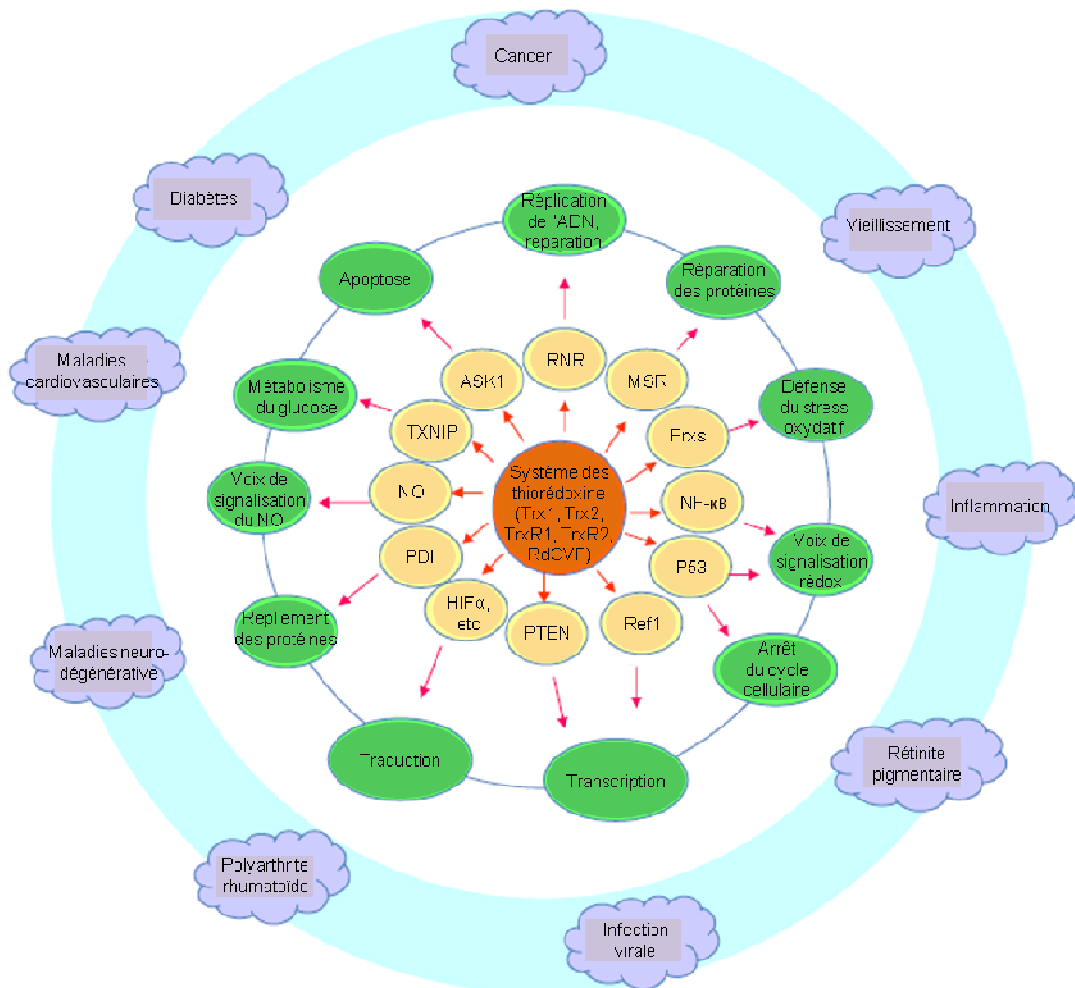 Cancer
Diabètes
Vieillissement
Maladies
cardiovasculaires
Inflammation
Maladies neuro-
dégénérative
Rétinite
pigmentaire
Polyarthrite
rhumatoïde
Infection
virale
Réplication
de l'ADN,
reparation
Apoptose
Réparation
des protéines
Métabolisme
du glucose
Défense
du stress
oxydatif
Voix de
signalisation
du NO
Voix de
signalisation
rédox
Repliement
des protéines
Arrêt
du cycle
cellulaire
Traduction
Transcription
RNR
ASK1
MSR
TXNIP
NO
NF-κB
PDI
P53
HIFα,
etc
PTEN
Ref1
Système des
thiorédoxine
(Trx1, Trx2,
TrxR1, TrxR2,
RdCVF)